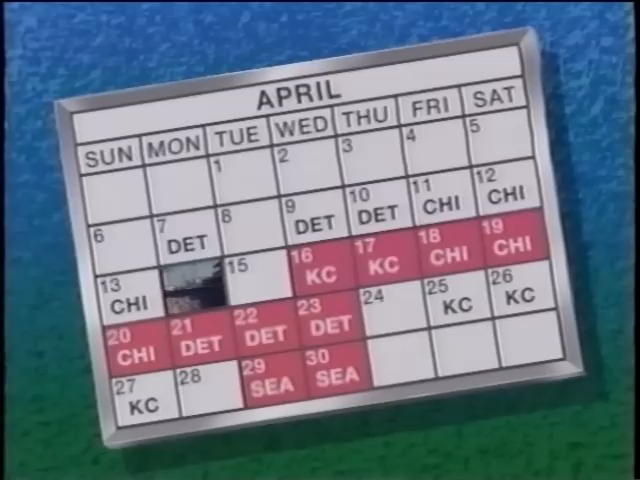 APRIL
SUN MON TUE WED THU FRI SAT
1 2 3 4 5
6 7 DET 8 9 DET 10 DET 11 CHI 12 CHI
13 CHI 15 16 KC 17 KC 18 CHI 19 CHI
20 CHI 21 DET 22 DET 23 DET 24 25 KC 26 KC
27 KC 28 29 SEA 30 SEA